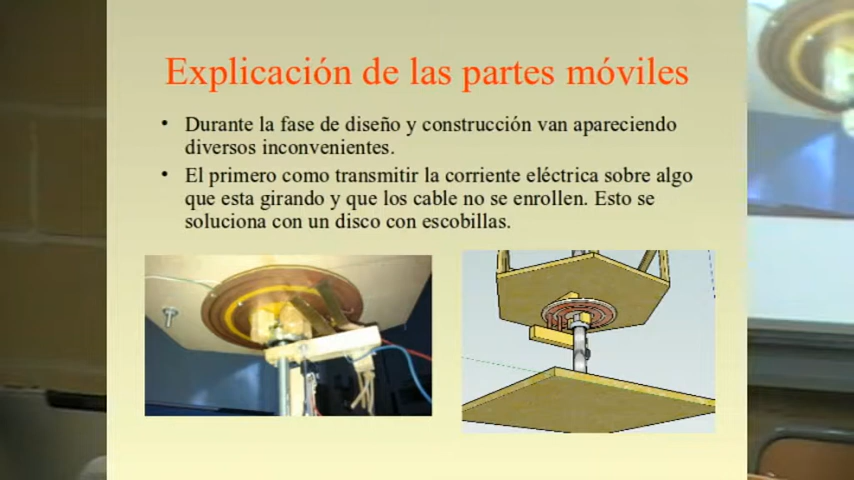 Explicación de las partes móviles
• Durante la fase de diseño y construcción van apareciendo
diversos inconvenientes.
• El primero como transmitir la corriente eléctrica sobre algo
que esta girando y que los cable no se enrollen. Esto se
soluciona con un disco con escobillas.